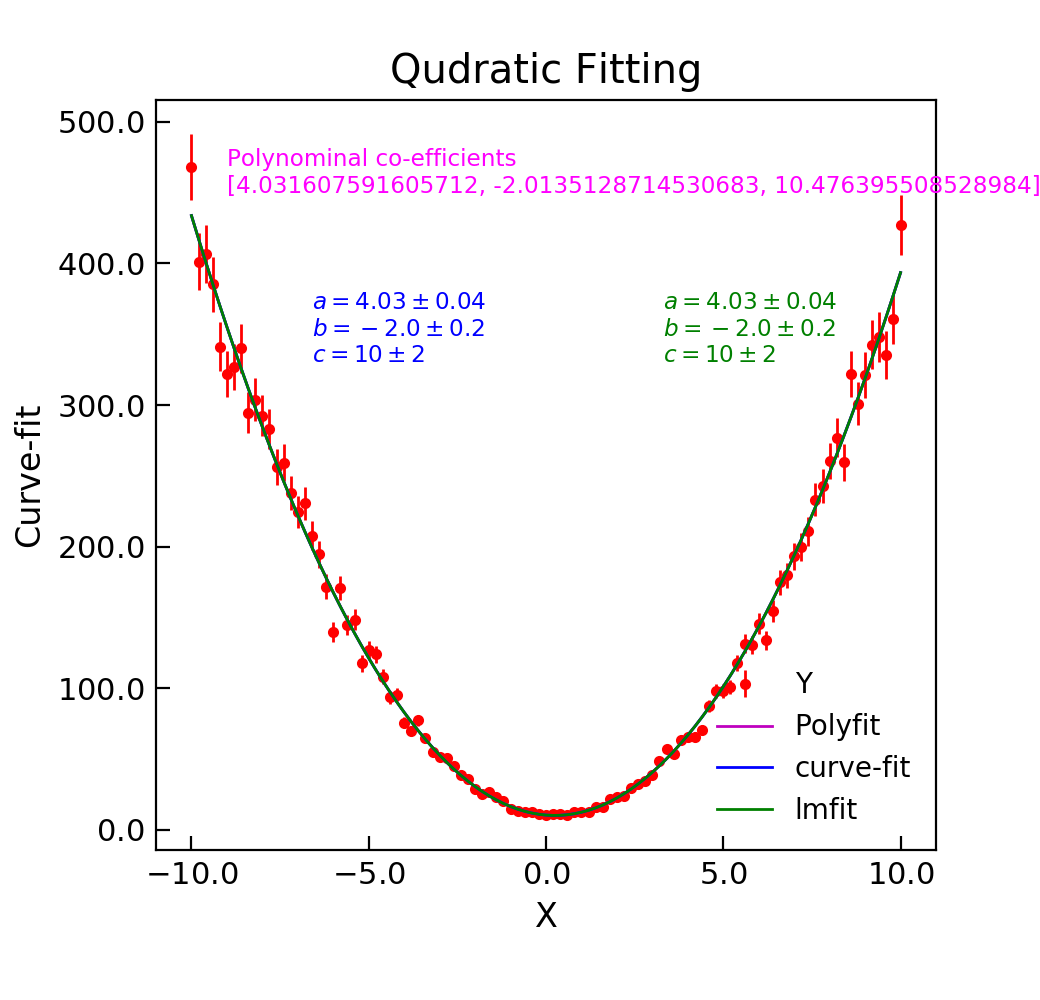 Qudratic Fitting
500.0
400.0
300.0
200.0
100.0
0.0
Curve-fit
Polynominal co-efficients
[4.031607591605712, -2.0135128714530683, 10.476395508528984]
a = 4.03 ± 0.04
b = −2.0 ± 0.2
c = 10 ± 2
a = 4.03 ± 0.04
b = −2.0 ± 0.2
c = 10 ± 2
Y
Polyfit
curve-fit
lmfit
−10.0 −5.0 0.0 5.0 10.0
X